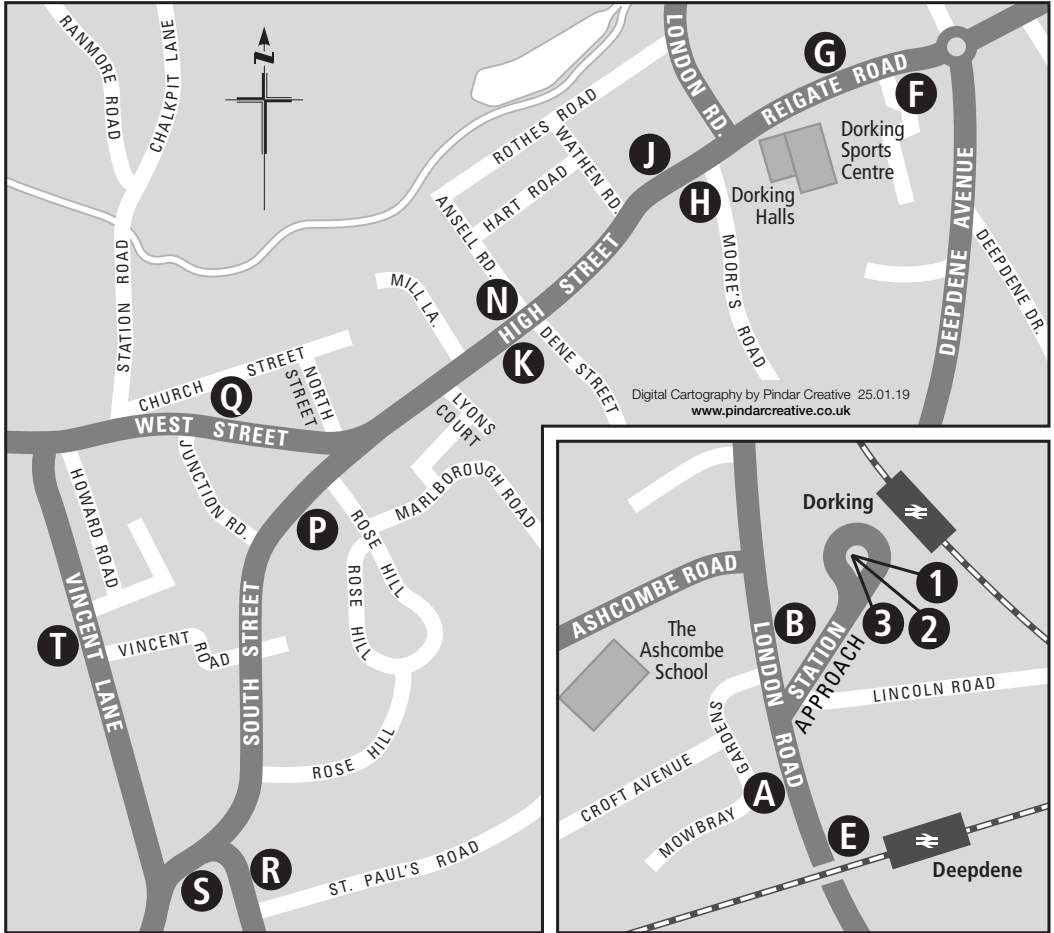 RANMORE ROAD
CHALKPIT LANE
N
LONDON RD.
G
REIGATE ROAD
F
ROTHES ROAD
WATHEN RD.
J
Dorking
Sports
Centre
HART ROAD
H
Dorking
Halls
ANSELL RD.
DEEPDENE AVENUE
STATION ROAD
MILL LA.
N
HIGH STREET
MOORE'S ROAD
DEEPDENE DR.
K
DENE STREET
CHURCH STREET
NORTH
STREET
Q
WEST STREET
LYONS
COURT
Digital Cartography by Pindar Creative 25.01.19
www.pindarcreative.co.uk
JUNCTION RD.
HOWARD ROAD
MARLBOROUGH ROAD
P
ROSE HILL
ROSE HILL
VINCENT LANE
T
VINCENT ROAD
SOUTH STREET
ROSE HILL
S
R
ST. PAUL'S ROAD
Dorking
ASHCOMBE ROAD
1
B
3
2
The
Ashcombe
School
LONDON ROAD
STATION
APPROACH
LINCOLN ROAD
MOWBRAY GARDENS
CROFT AVENUE
A
E
Deepdene